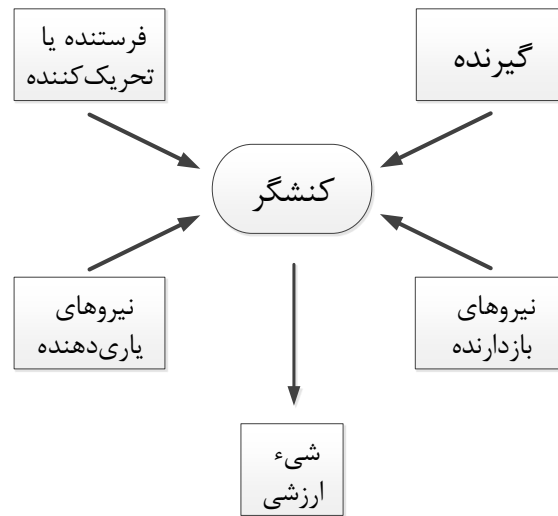 فرستنده یا
تحریک‌کننده
گیرنده
کنشگر
نیروهای
یاری‌دهنده
نیروهای
بازدارنده
شیء
ارزشی